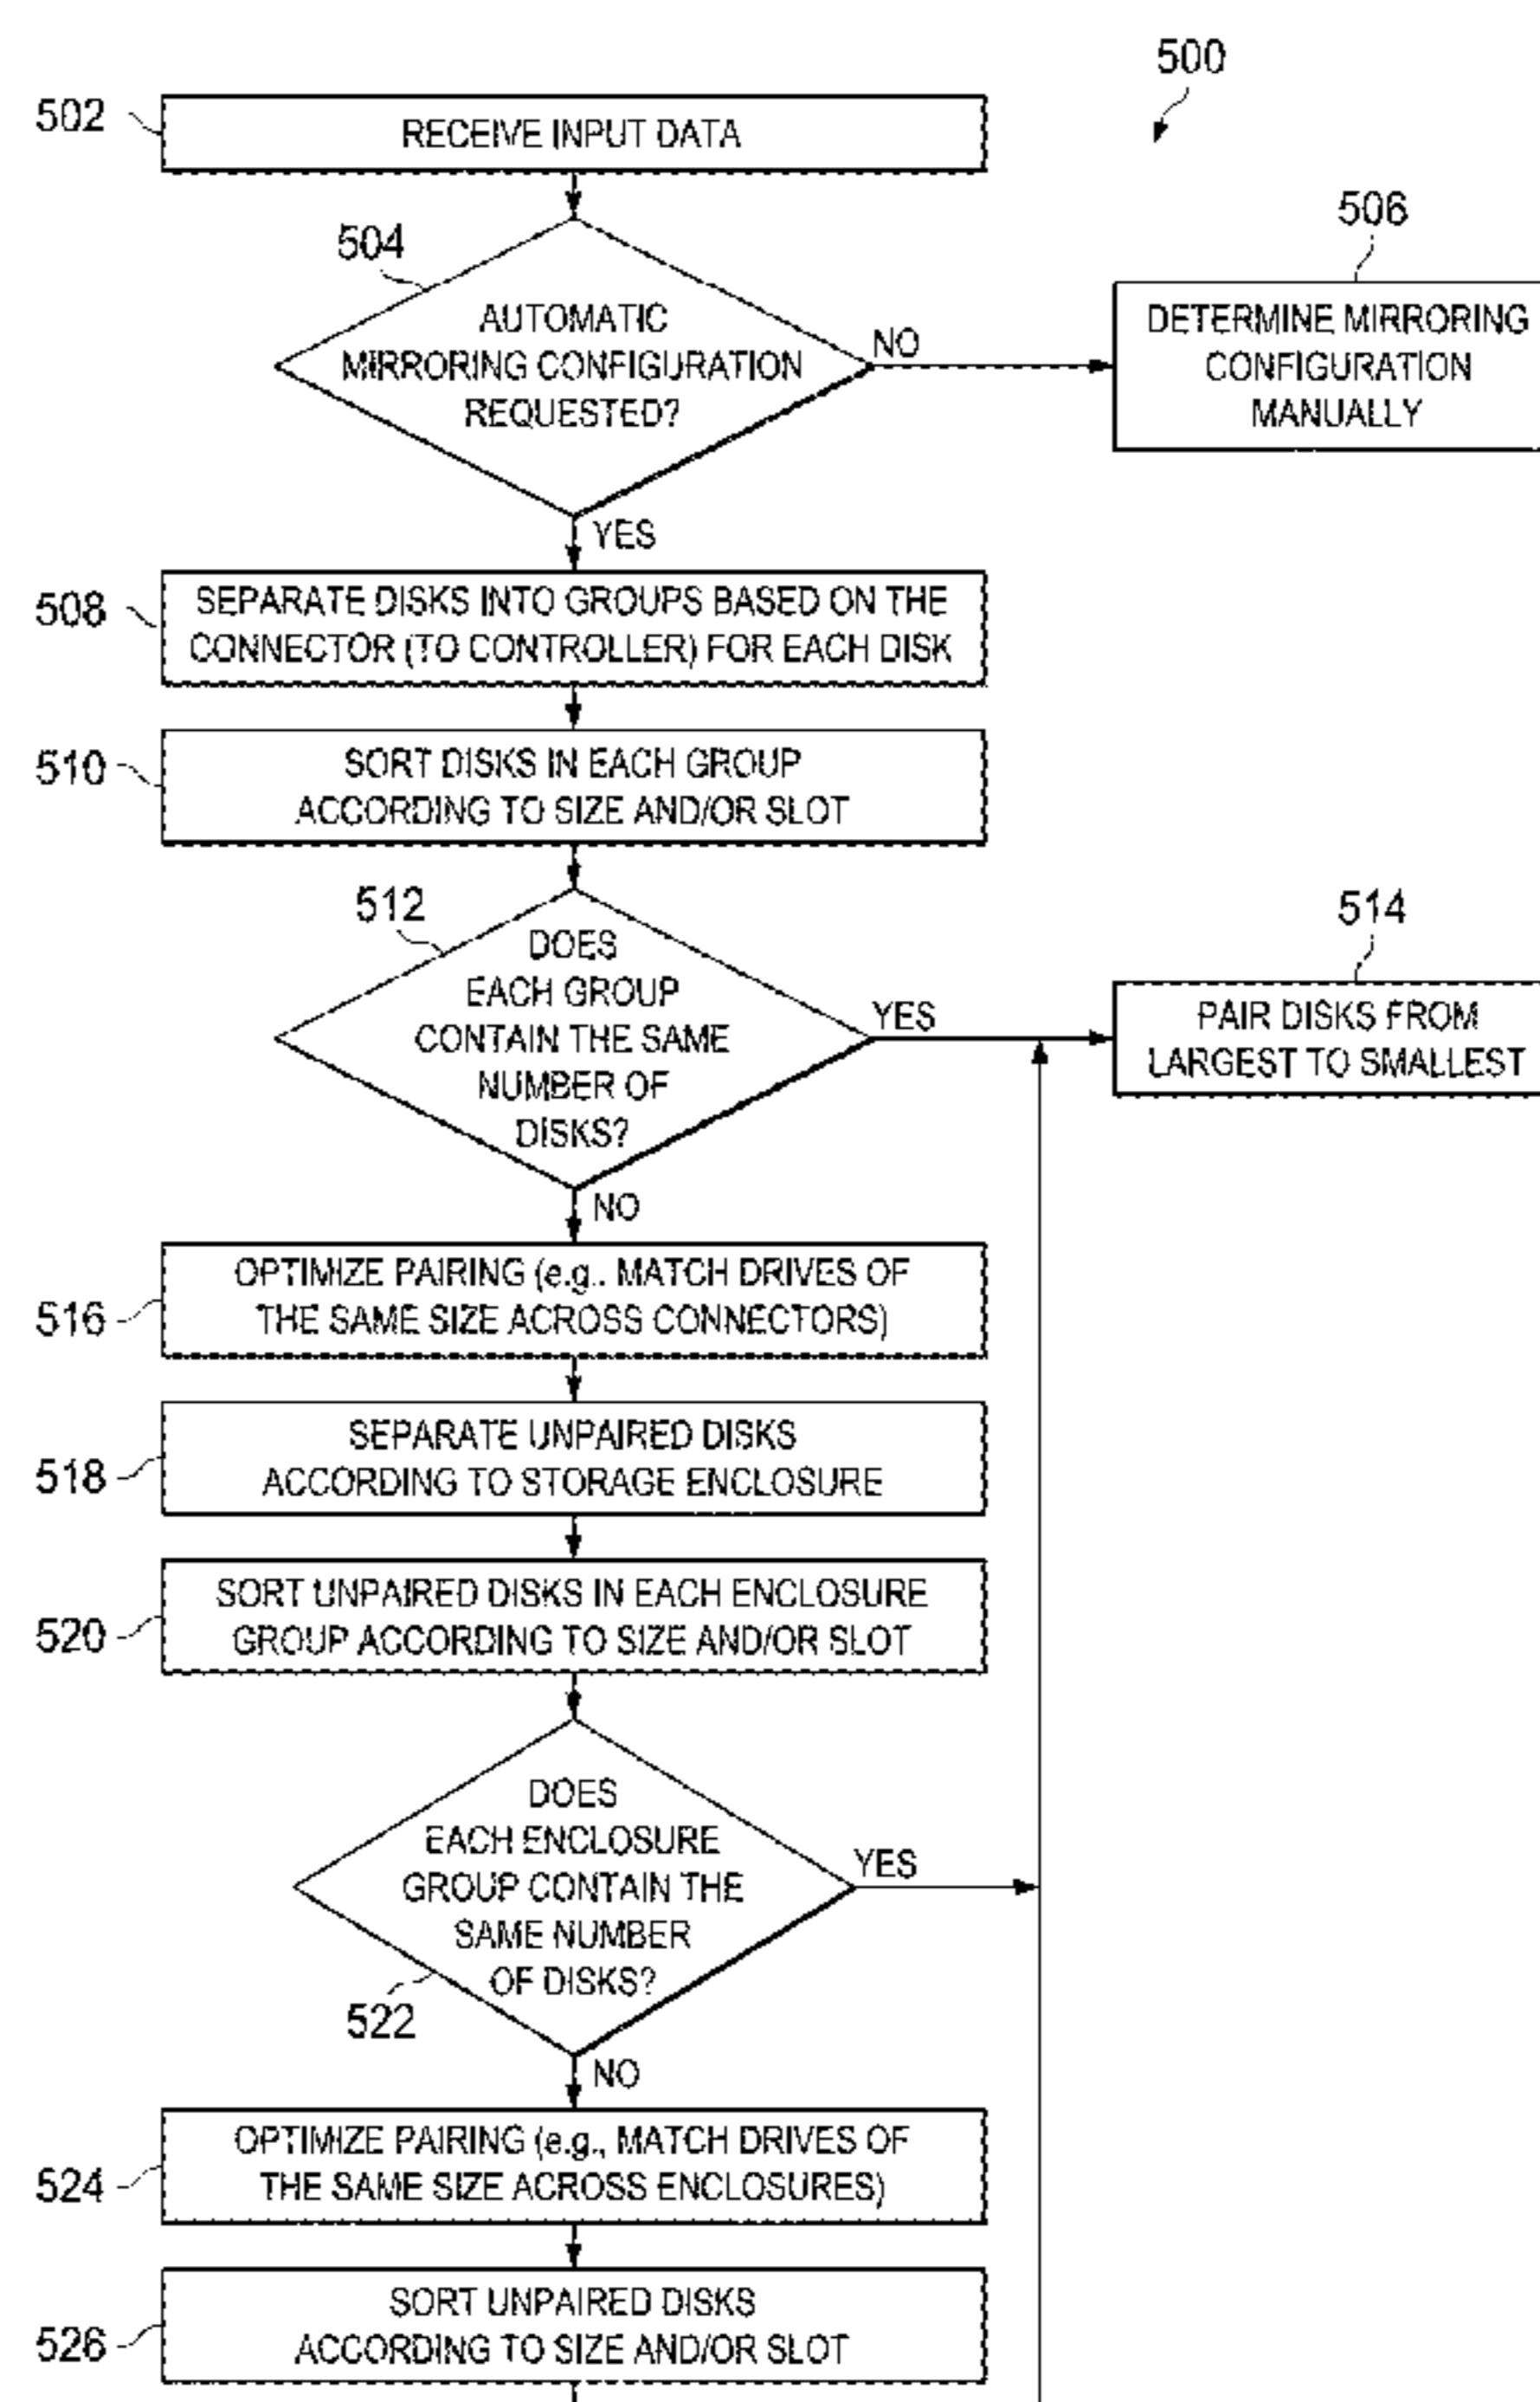 500
502
RECEIVE INPUT DATA
504
AUTOMATIC
MIRRORING CONFIGURATION
REQUESTED?
NO
506
DETERMINE MIRRORING
CONFIGURATION
MANUALLY
YES
508
SEPARATE DISKS INTO GROUPS BASED ON THE
CONNECTOR (TO CONTROLLER) FOR EACH DISK
510
SORT DISKS IN EACH GROUP
ACCORDING TO SIZE AND/OR SLOT
512
DOES
EACH GROUP
CONTAIN THE SAME
NUMBER OF
DISKS?
YES
514
PAIR DISKS FROM
LARGEST TO SMALLEST
NO
516
OPTIMIZE PAIRING (e.g., MATCH DRIVES OF
THE SAME SIZE ACROSS CONNECTORS)
518
SEPARATE UNPAIRED DISKS
ACCORDING TO STORAGE ENCLOSURE
520
SORT UNPAIRED DISKS IN EACH ENCLOSURE
GROUP ACCORDING TO SIZE AND/OR SLOT
DOES
EACH ENCLOSURE
GROUP CONTAIN THE
SAME NUMBER
OF DISKS?
YES
522
NO
524
OPTIMIZE PAIRING (e.g., MATCH DRIVES OF
THE SAME SIZE ACROSS ENCLOSURES)
526
SORT UNPAIRED DISKS
ACCORDING TO SIZE AND/OR SLOT